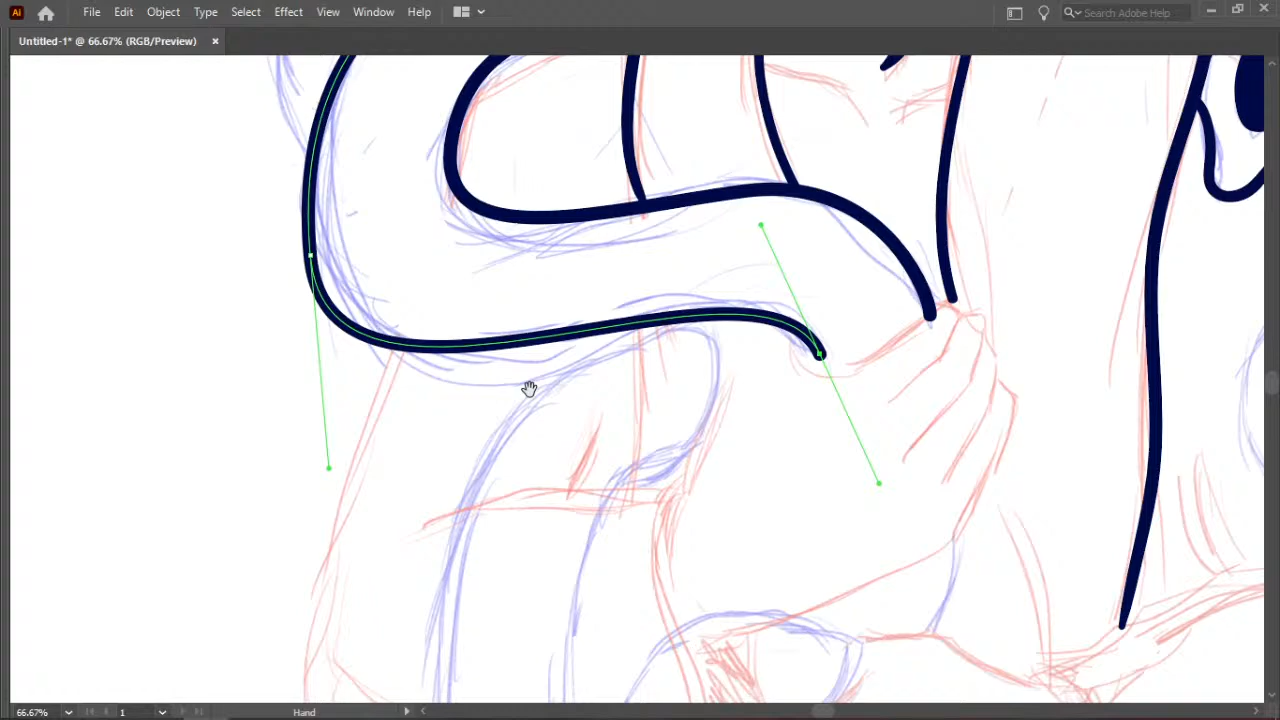 Ai File Edit Object Type Select Effect View Window Help Search Adobe Help
Untitled-1* @ 66.67% (RGB/Preview) ×
66.67% 1 Hand